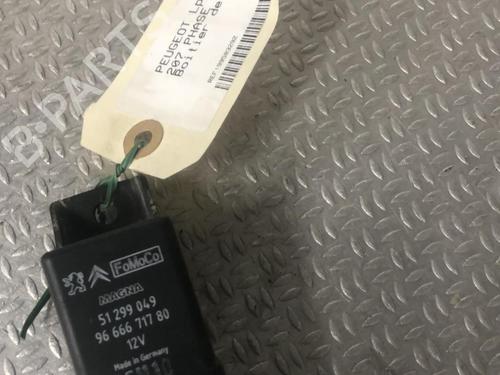 PEUGEOT LP
207 PHASE
Boitier de
B-PARTS
FoMoCo
MAGNA
51 299 049
96 666 717 80
12V
Made in Germany